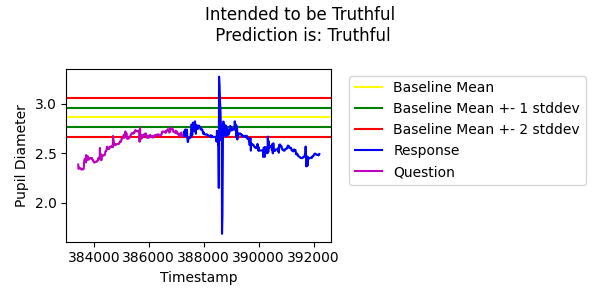 Intended to be Truthful
Prediction is: Truthful
3.0
2.5
2.0
Pupil Diameter
384000 386000 388000 390000 392000
Timestamp
Baseline Mean
Baseline Mean +- 1 stddev
Baseline Mean +- 2 stddev
Response
Question